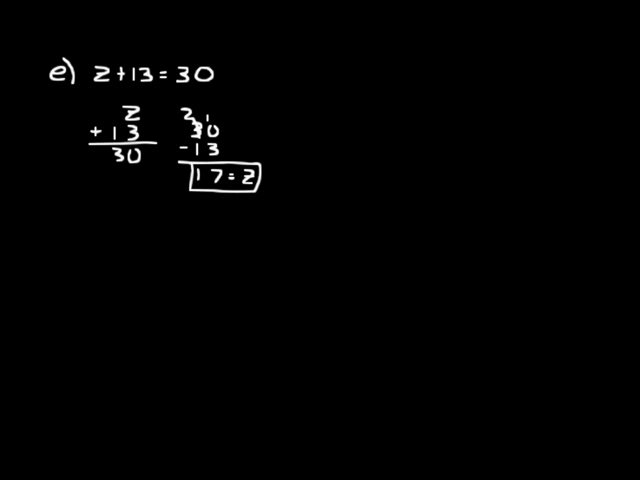 e) z + 13 = 30
z
+ 13
30
2 1
30
- 13
17 = z